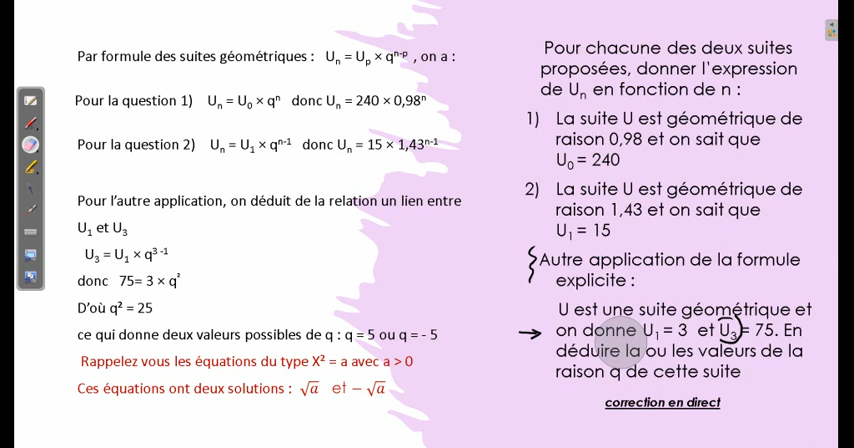 Par formule des suites géométriques : Uₙ = Uₚ × qⁿ⁻ᵖ , on a :
Pour la question 1) Uₙ = U₀ × qⁿ donc Uₙ = 240 × 0,98ⁿ
Pour la question 2) Uₙ = U₁ × qⁿ⁻¹ donc Uₙ = 15 × 1,43ⁿ⁻¹
Pour l'autre application, on déduit de la relation un lien entre
U₁ et U₃
U₃ = U₁ × q³ ⁻¹
donc 75= 3 × q²
D'où q² = 25
ce qui donne deux valeurs possibles de q : q = 5 ou q = - 5
Rappelez vous les équations du type X² = a avec a > 0
Ces équations ont deux solutions : √a et − √a
Pour chacune des deux suites
proposées, donner l'expression
de Uₙ en fonction de n :
1) La suite U est géométrique de
raison 0,98 et on sait que
U₀ = 240
2) La suite U est géométrique de
raison 1,43 et on sait que
U₁ = 15
Autre application de la formule
explicite :
U est une suite géométrique et
on donne U₁ = 3 et U₃ = 75. En
déduire la ou les valeurs de la
raison q de cette suite
correction en direct